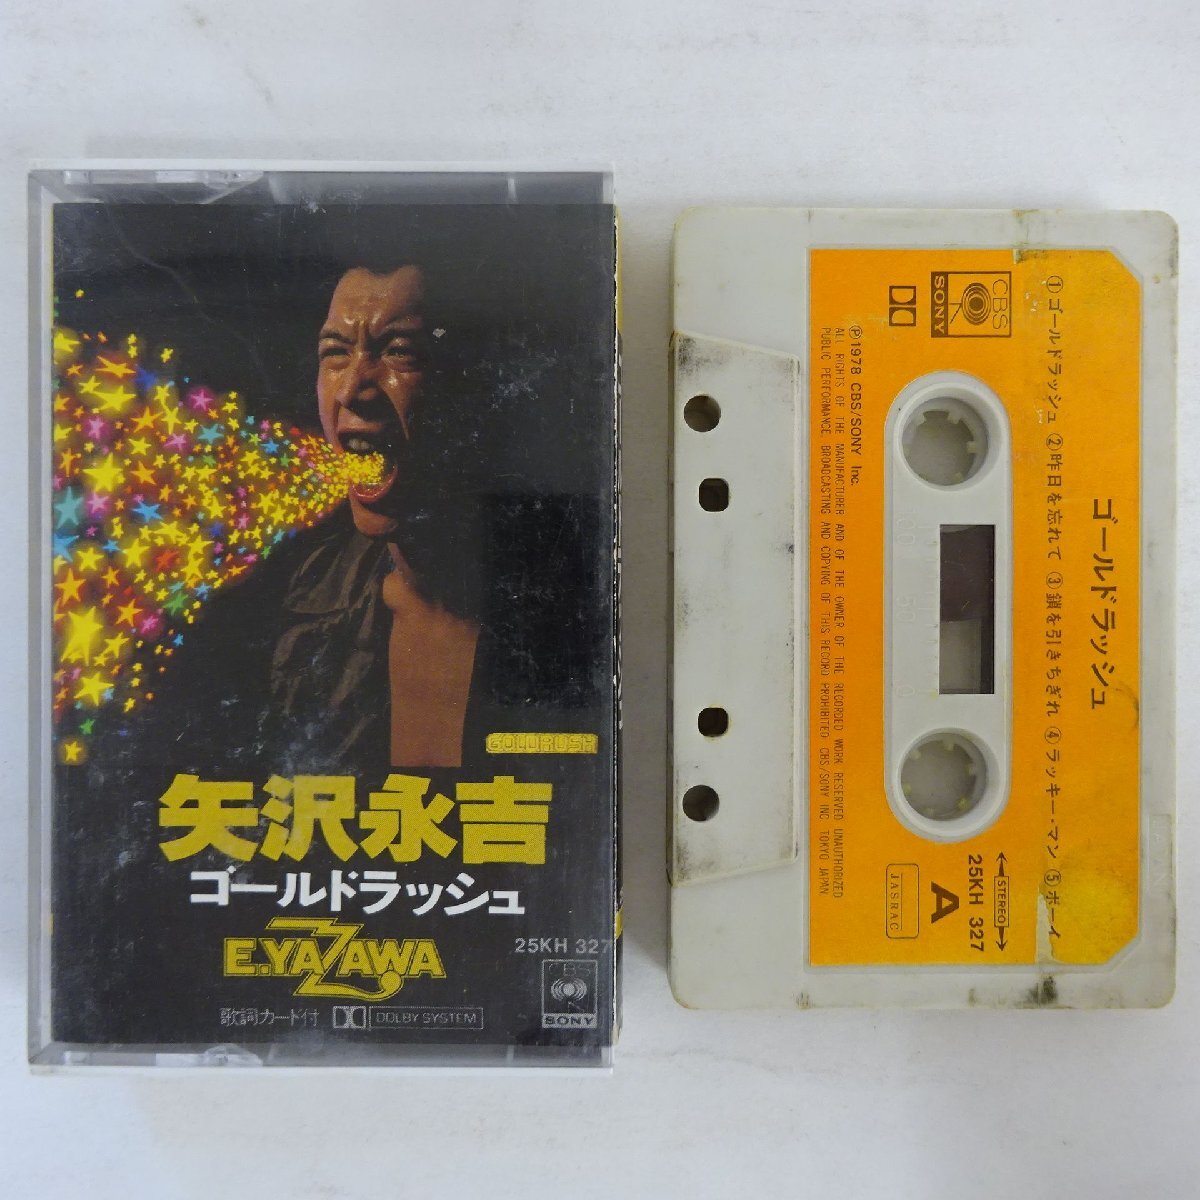 GOLDRUSH
矢沢永吉
ゴールドラッシュ
E.YAZAWA
25KH 327
CBS
SONY
歌詞カード付
DOLBY SYSTEM
ゴールドラッシュ
①ゴールドラッシュ ②昨日を忘れて ③鎖を引きちぎれ ④ラッキー・マン ⑤ボーイ
CBS
SONY
Ⓟ1978 CBS/SONY Inc.
ALL RIGHTS OF THE MANUFACTURER AND OF THE OWNER OF THE RECORDED WORK RESERVED UNAUTHORIZED
PUBLIC PERFORMANCE BROADCASTING AND COPYING OF THIS RECORD PROHIBITED CBS/SONY INC TOKYO JAPAN
STEREO
25KH 327
A
JASRAC
100 50 0